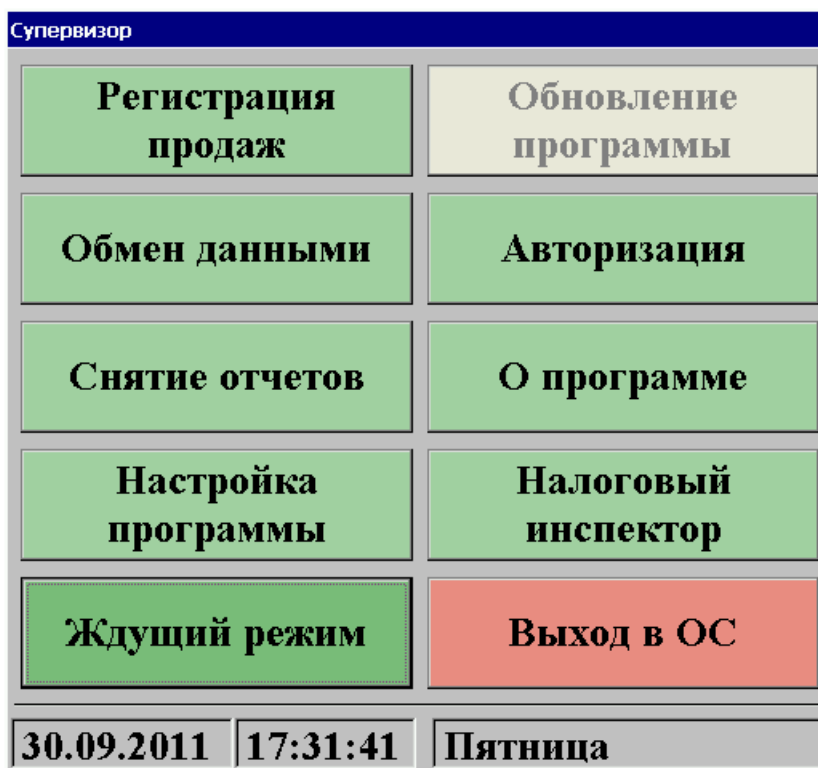 Супервизор
Регистрация
продаж
Обновление
программы
Обмен данными
Авторизация
Снятие отчетов
О программе
Настройка
программы
Налоговый
инспектор
Ждущий режим
Выход в ОС
30.09.2011 17:31:41 Пятница